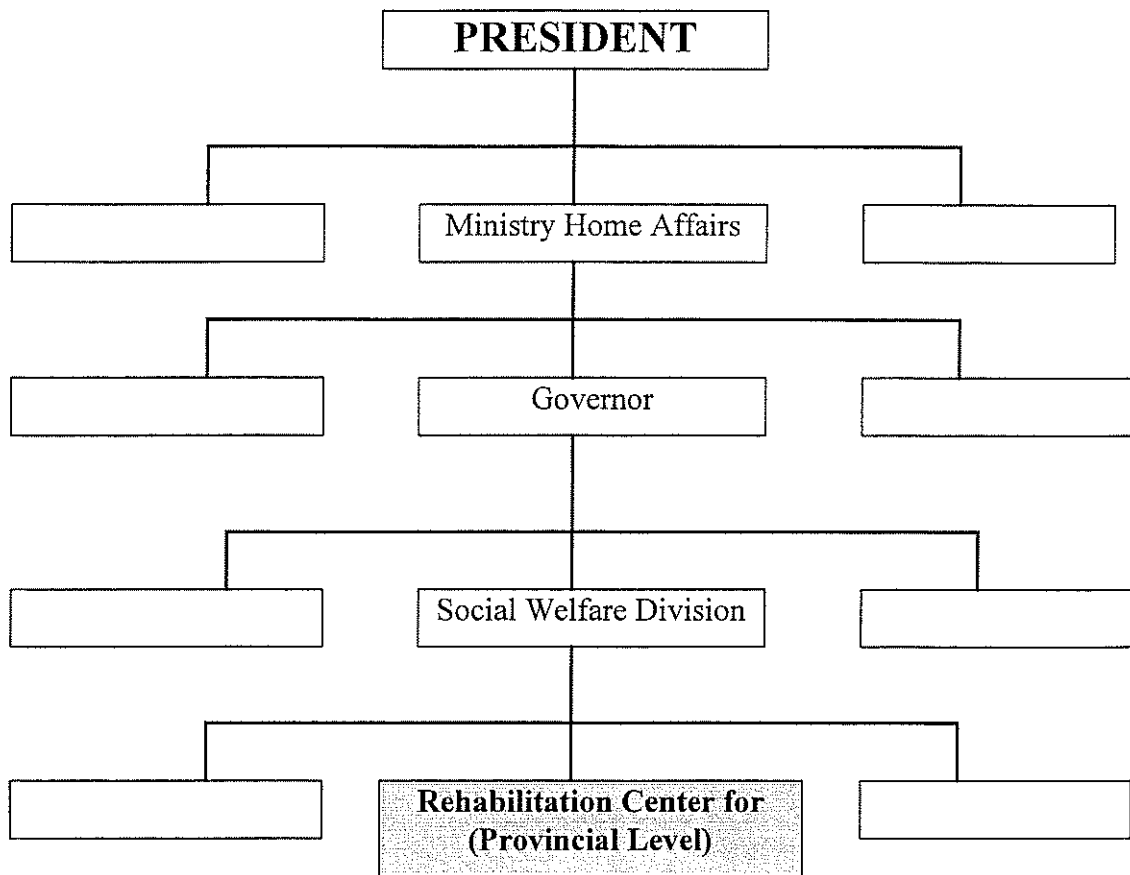 PRESIDENT
Ministry Home Affairs
Governor
Social Welfare Division
Rehabilitation Center for
(Provincial Level)